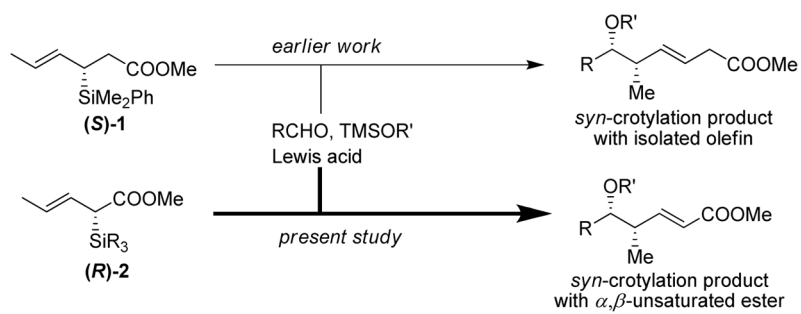 OR'
earlier work
R
COOMe
COOMe
SiMe2Ph
Me
(S)-1
syn-crotylation product
with isolated olefin
RCHO, TMSOR'
Lewis acid
OR'
COOMe
R
COOMe
SiR3
present study
Me
(R)-2
syn-crotylation product
with α,β-unsaturated ester